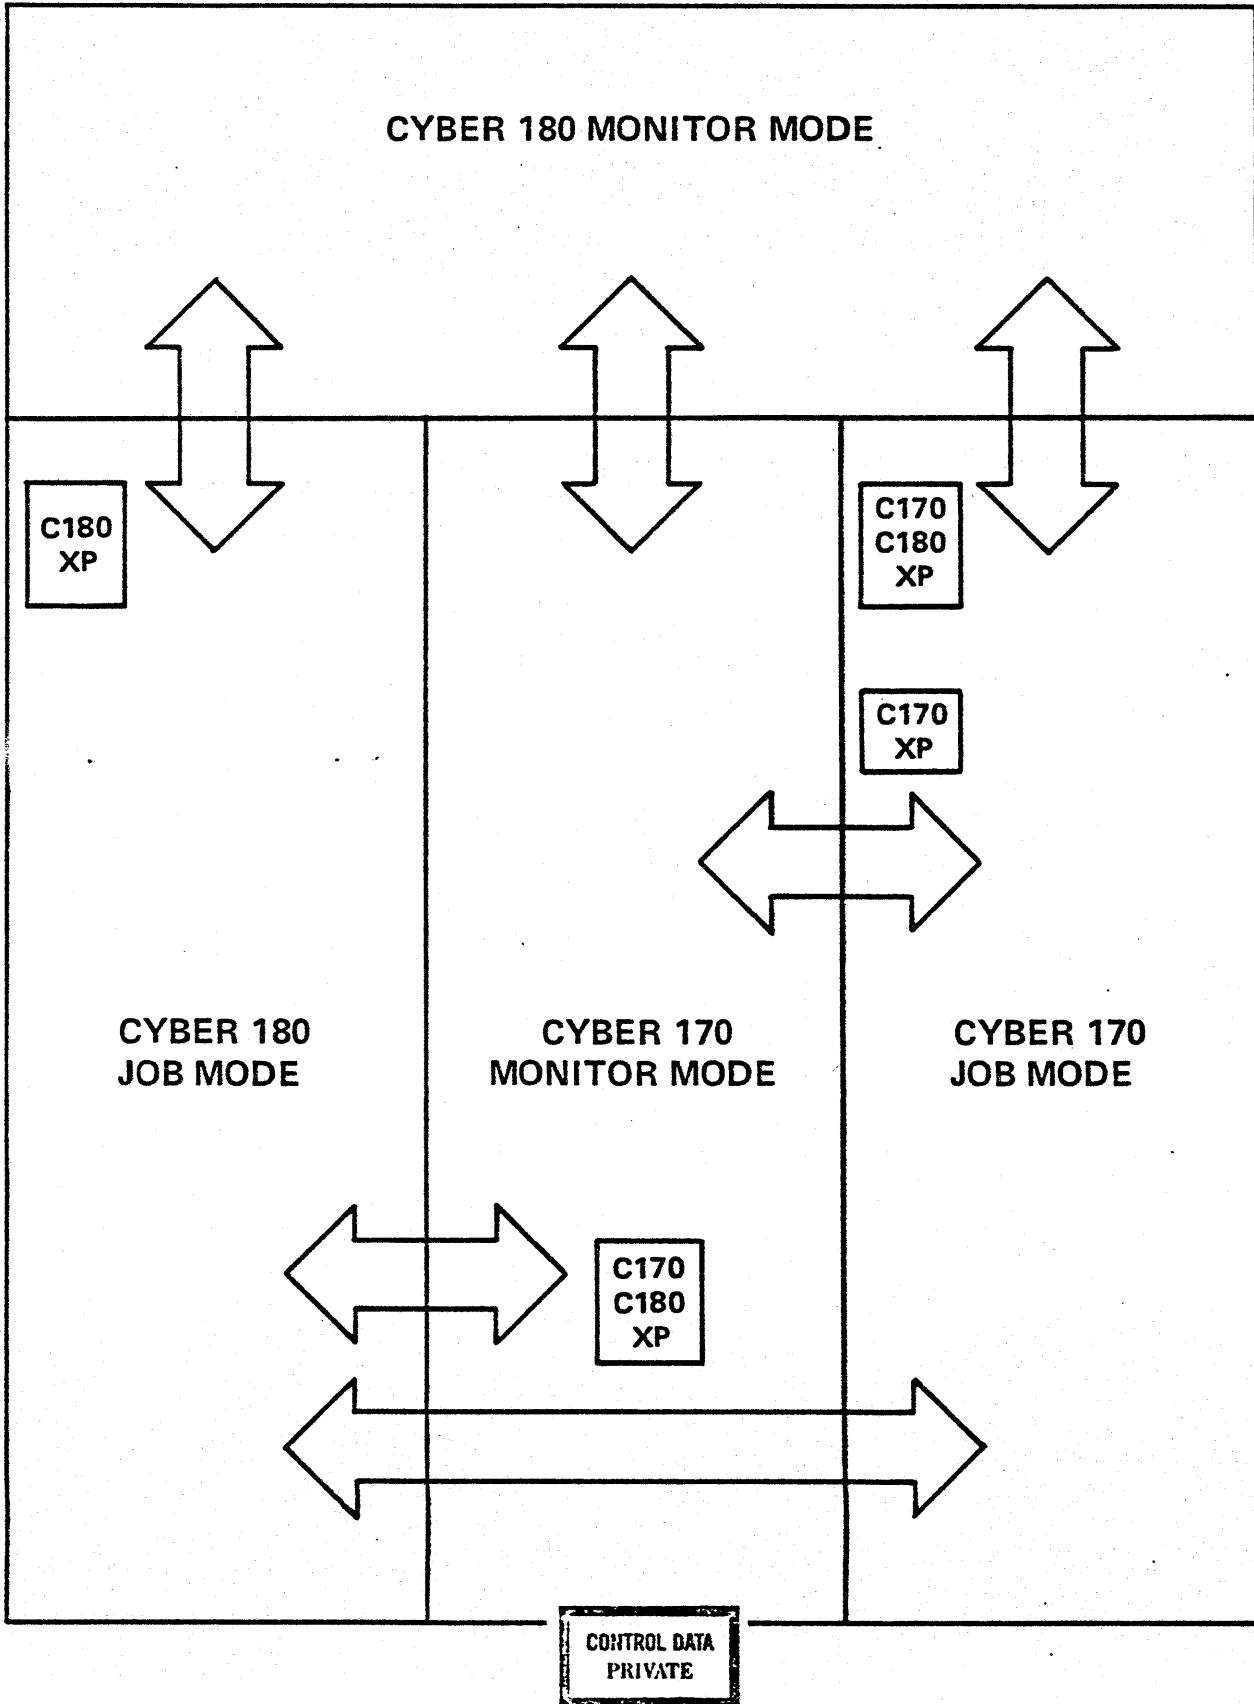 CYBER 180 MONITOR MODE
C180
XP
C170
C180
XP
C170
XP
CYBER 180
JOB MODE
CYBER 170
MONITOR MODE
CYBER 170
JOB MODE
C170
C180
XP
CONTROL DATA
PRIVATE